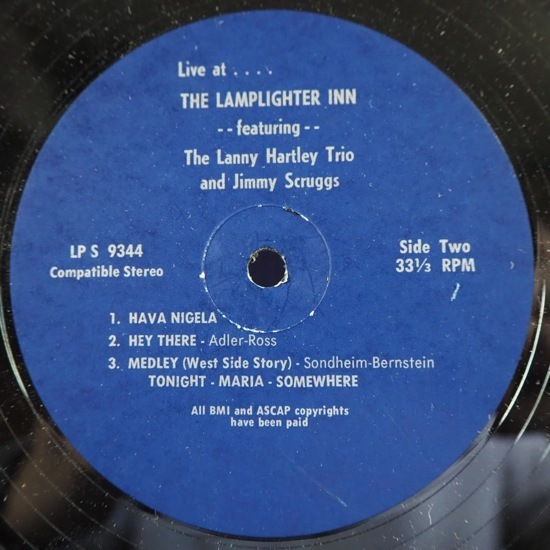 Live at . . . .
THE LAMPLIGHTER INN
--featuring--
The Lanny Hartley Trio
and Jimmy Scruggs
LP S 9344
Compatible Stereo
Side Two
33⅓ RPM
1. HAVA NIGELA
2. HEY THERE - Adler-Ross
3. MEDLEY (West Side Story) - Sondheim-Bernstein
TONIGHT - MARIA - SOMEWHERE
All BMI and ASCAP copyrights
have been paid